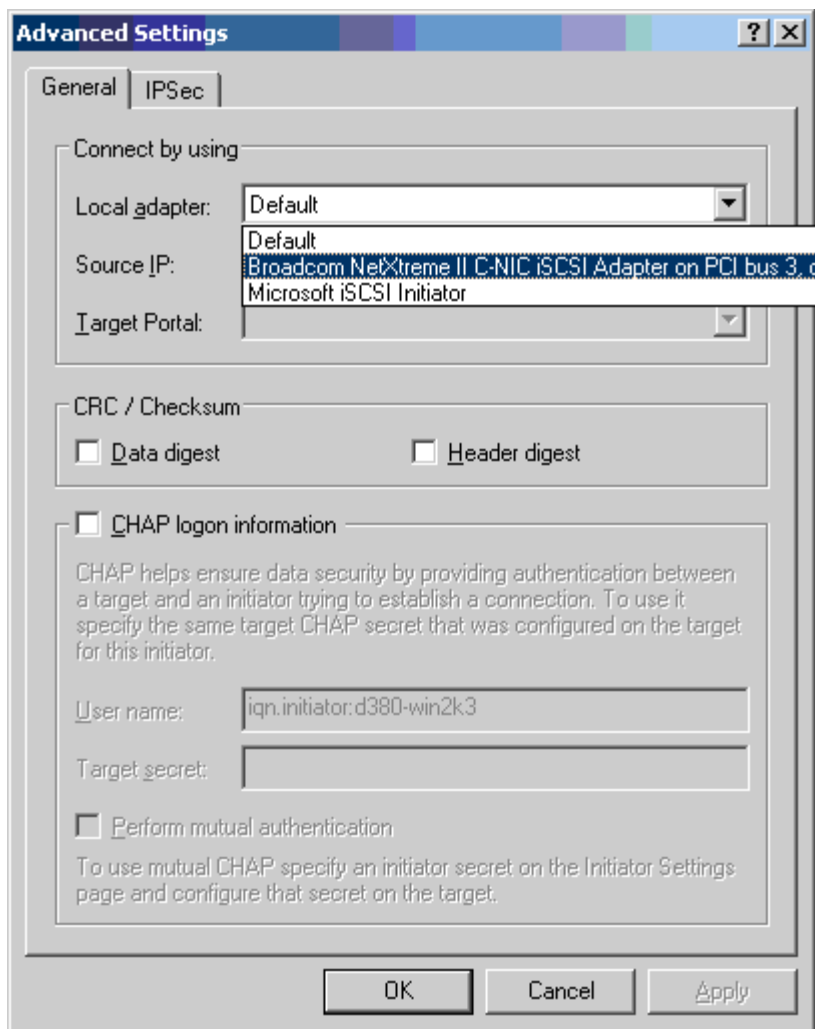 Advanced Settings
General
IPSec
Connect by using
Local adapter:
Default
Default
Source IP:
Broadcom NetXtreme II C-NIC iSCSI Adapter on PCI bus 3,
Microsoft iSCSI Initiator
Target Portal:
CRC / Checksum
Data digest
Header digest
CHAP logon information
CHAP helps ensure data security by providing authentication between
a target and an initiator trying to establish a connection. To use it
specify the same target CHAP secret that was configured on the target
for this initiator.
User name:
iqn.initiator:d380-win2k3
Target secret:
Perform mutual authentication
To use mutual CHAP specify an initiator secret on the Initiator Settings
page and configure that secret on the target.
OK
Cancel
Apply